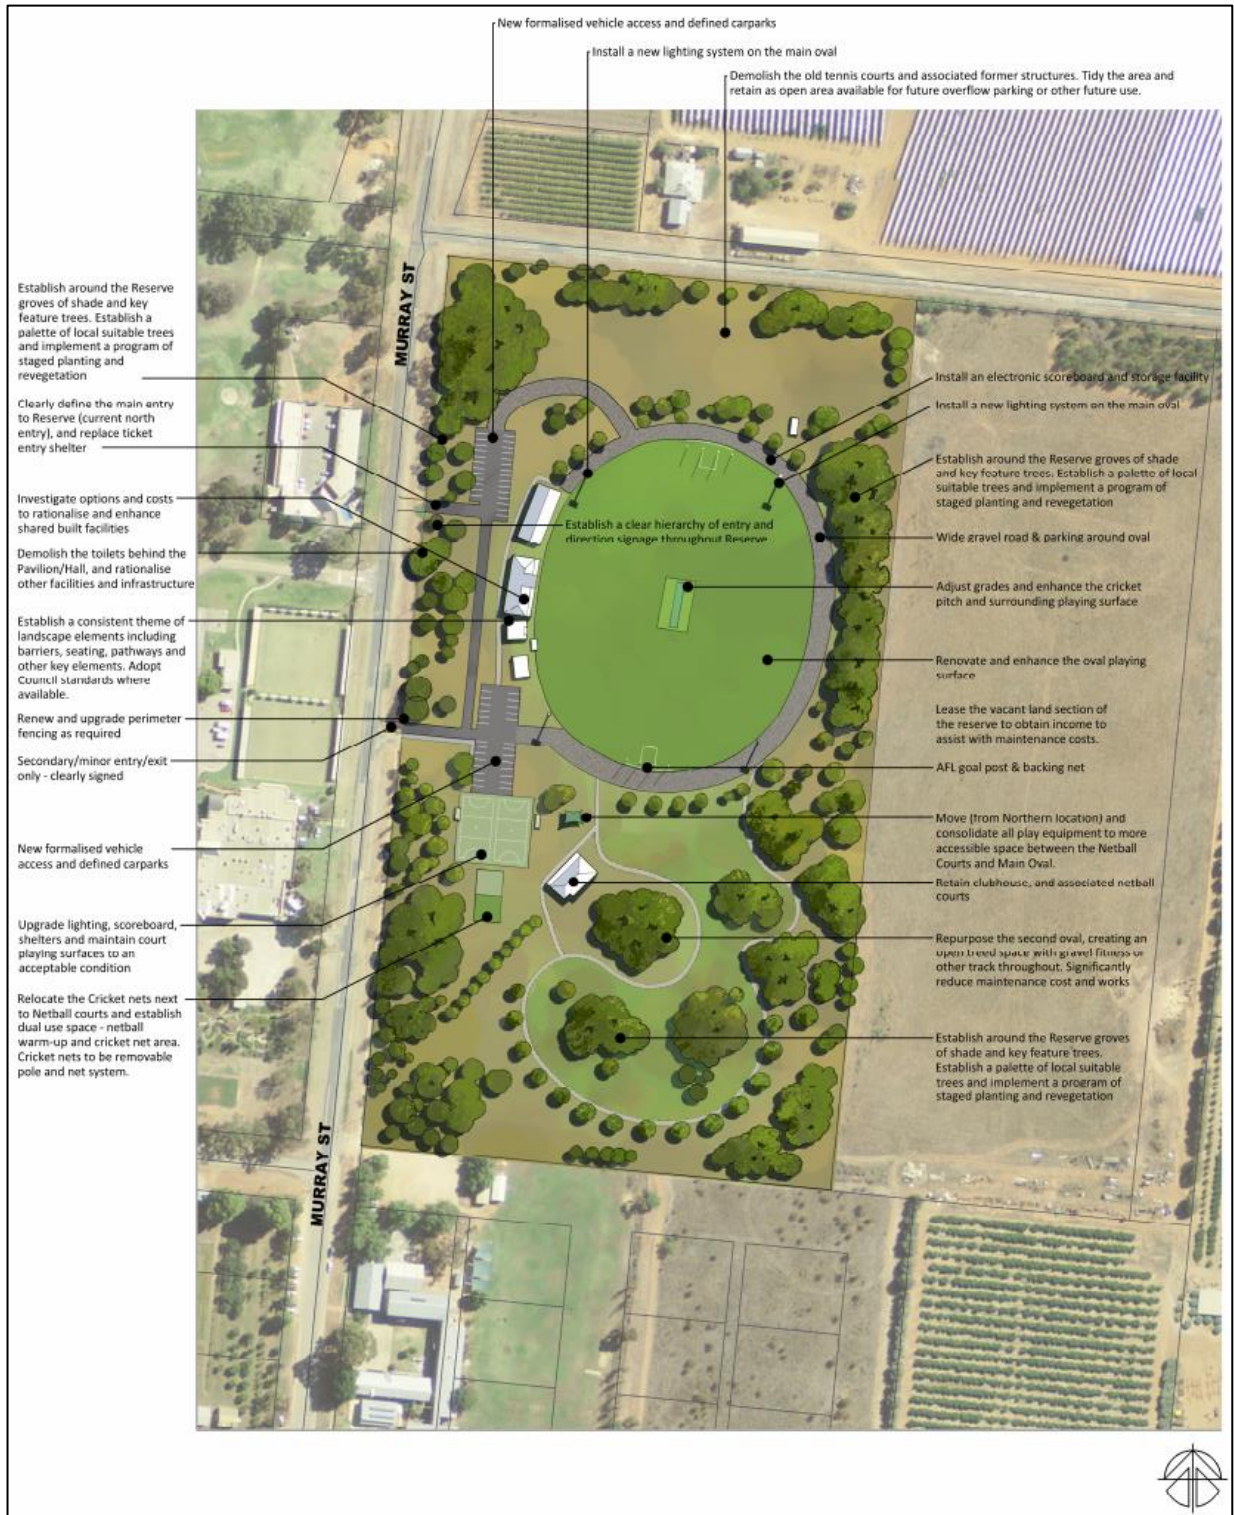 New formalised vehicle access and defined carparks
Install a new lighting system on the main oval
Demolish the old tennis courts and associated former structures. Tidy the area and
retain as open area available for future overflow parking or other future use.
MURRAY ST
Establish around the Reserve
groves of shade and key
feature trees. Establish a
palette of local suitable trees
and implement a program of
staged planting and
revegetation
Clearly define the main entry
to Reserve (current north
entry), and replace ticket
entry shelter
Investigate options and costs
to rationalise and enhance
shared built facilities
Demolish the toilets behind the
Pavilion/Hall, and rationalise
other facilities and infrastructure
Establish a consistent theme of
landscape elements including
barriers, seating, pathways and
other key elements. Adopt
Council standards where
available.
Renew and upgrade perimeter
fencing as required
Secondary/minor entry/exit
only - clearly signed
New formalised vehicle
access and defined carparks
Upgrade lighting, scoreboard,
shelters and maintain court
playing surfaces to an
acceptable condition
Relocate the Cricket nets next
to Netball courts and establish
dual use space - netball
warm-up and cricket net area.
Cricket nets to be removable
pole and net system.
Establish a clear hierarchy of entry and
direction signage throughout Reserve
Install an electronic scoreboard and storage facility
Install a new lighting system on the main oval
Establish around the Reserve groves of shade
and key feature trees. Establish a palette of local
suitable trees and implement a program of
staged planting and revegetation
Wide gravel road & parking around oval
Adjust grades and enhance the cricket
pitch and surrounding playing surface
Renovate and enhance the oval playing
surface
Lease the vacant land section of
the reserve to obtain income to
assist with maintenance costs.
AFL goal post & backing net
Move (from Northern location) and
consolidate all play equipment to more
accessible space between the Netball
Courts and Main Oval.
Retain clubhouse, and associated netball
courts
Repurpose the second oval, creating an
open treed space with gravel fitness or
other track throughout. Significantly
reduce maintenance cost and works
Establish around the Reserve groves
of shade and key feature trees.
Establish a palette of local suitable
trees and implement a program of
staged planting and revegetation
MURRAY ST